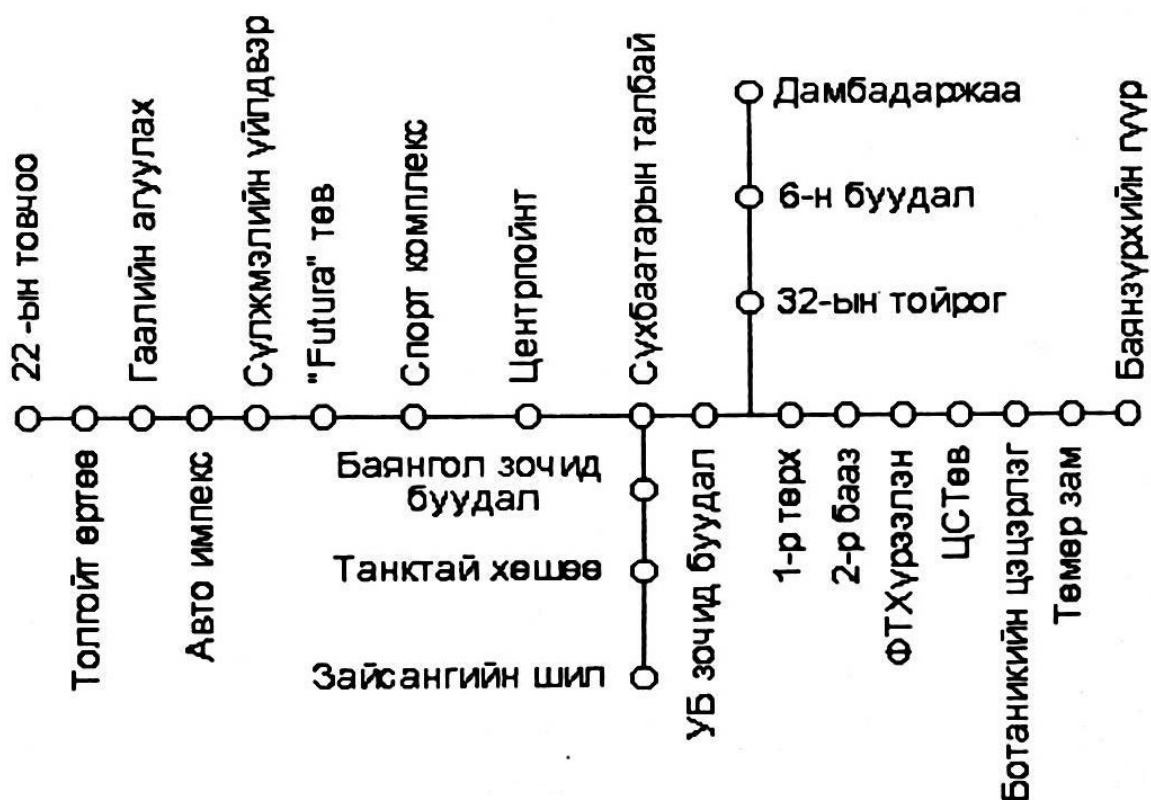 22-ын товчоо
Толгойт өртөө
Гаалийн агуулах
Авто импекс
Сүлжмэлийн үйлдвэр
"Futura" төв
Спорт комплекс
Центрпойнт
Сүхбаатарын талбай
Баянгол зочид
буудал
Танктай хөшөө
Зайсангийн шил
УБ зочид буудал
Дамбадаржаа
6-н буудал
32-ын тойрог
1-р төрх
2-р бааз
ФТХүрээлэн
ЦСТөв
Ботаникийн цэцэрлэг
Төмөр зам
Баянзүрхийн гүүр